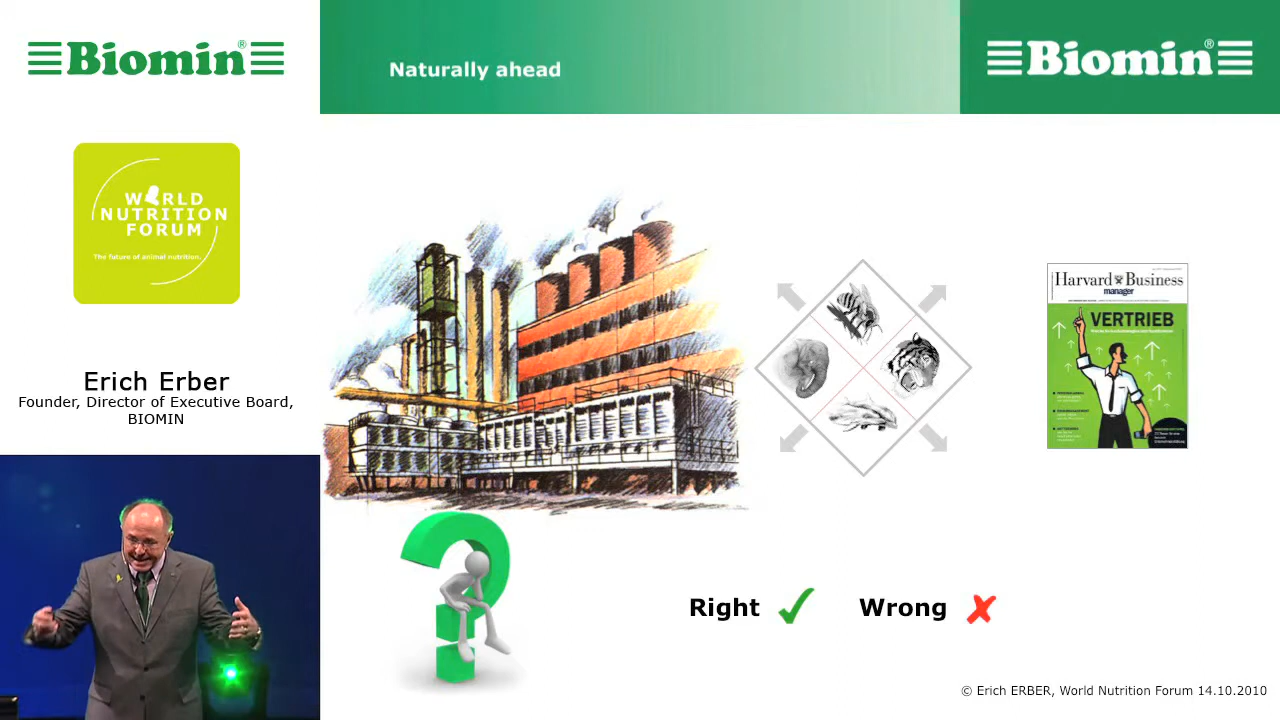 Biomin®
Naturally ahead
Biomin®
WORLD
NUTRITION
FORUM
The future of animal nutrition.
Erich Erber
Founder, Director of Executive Board,
BIOMIN
Harvard Business
manager
VERTRIEB
Right
Wrong
© Erich ERBER, World Nutrition Forum 14.10.2010